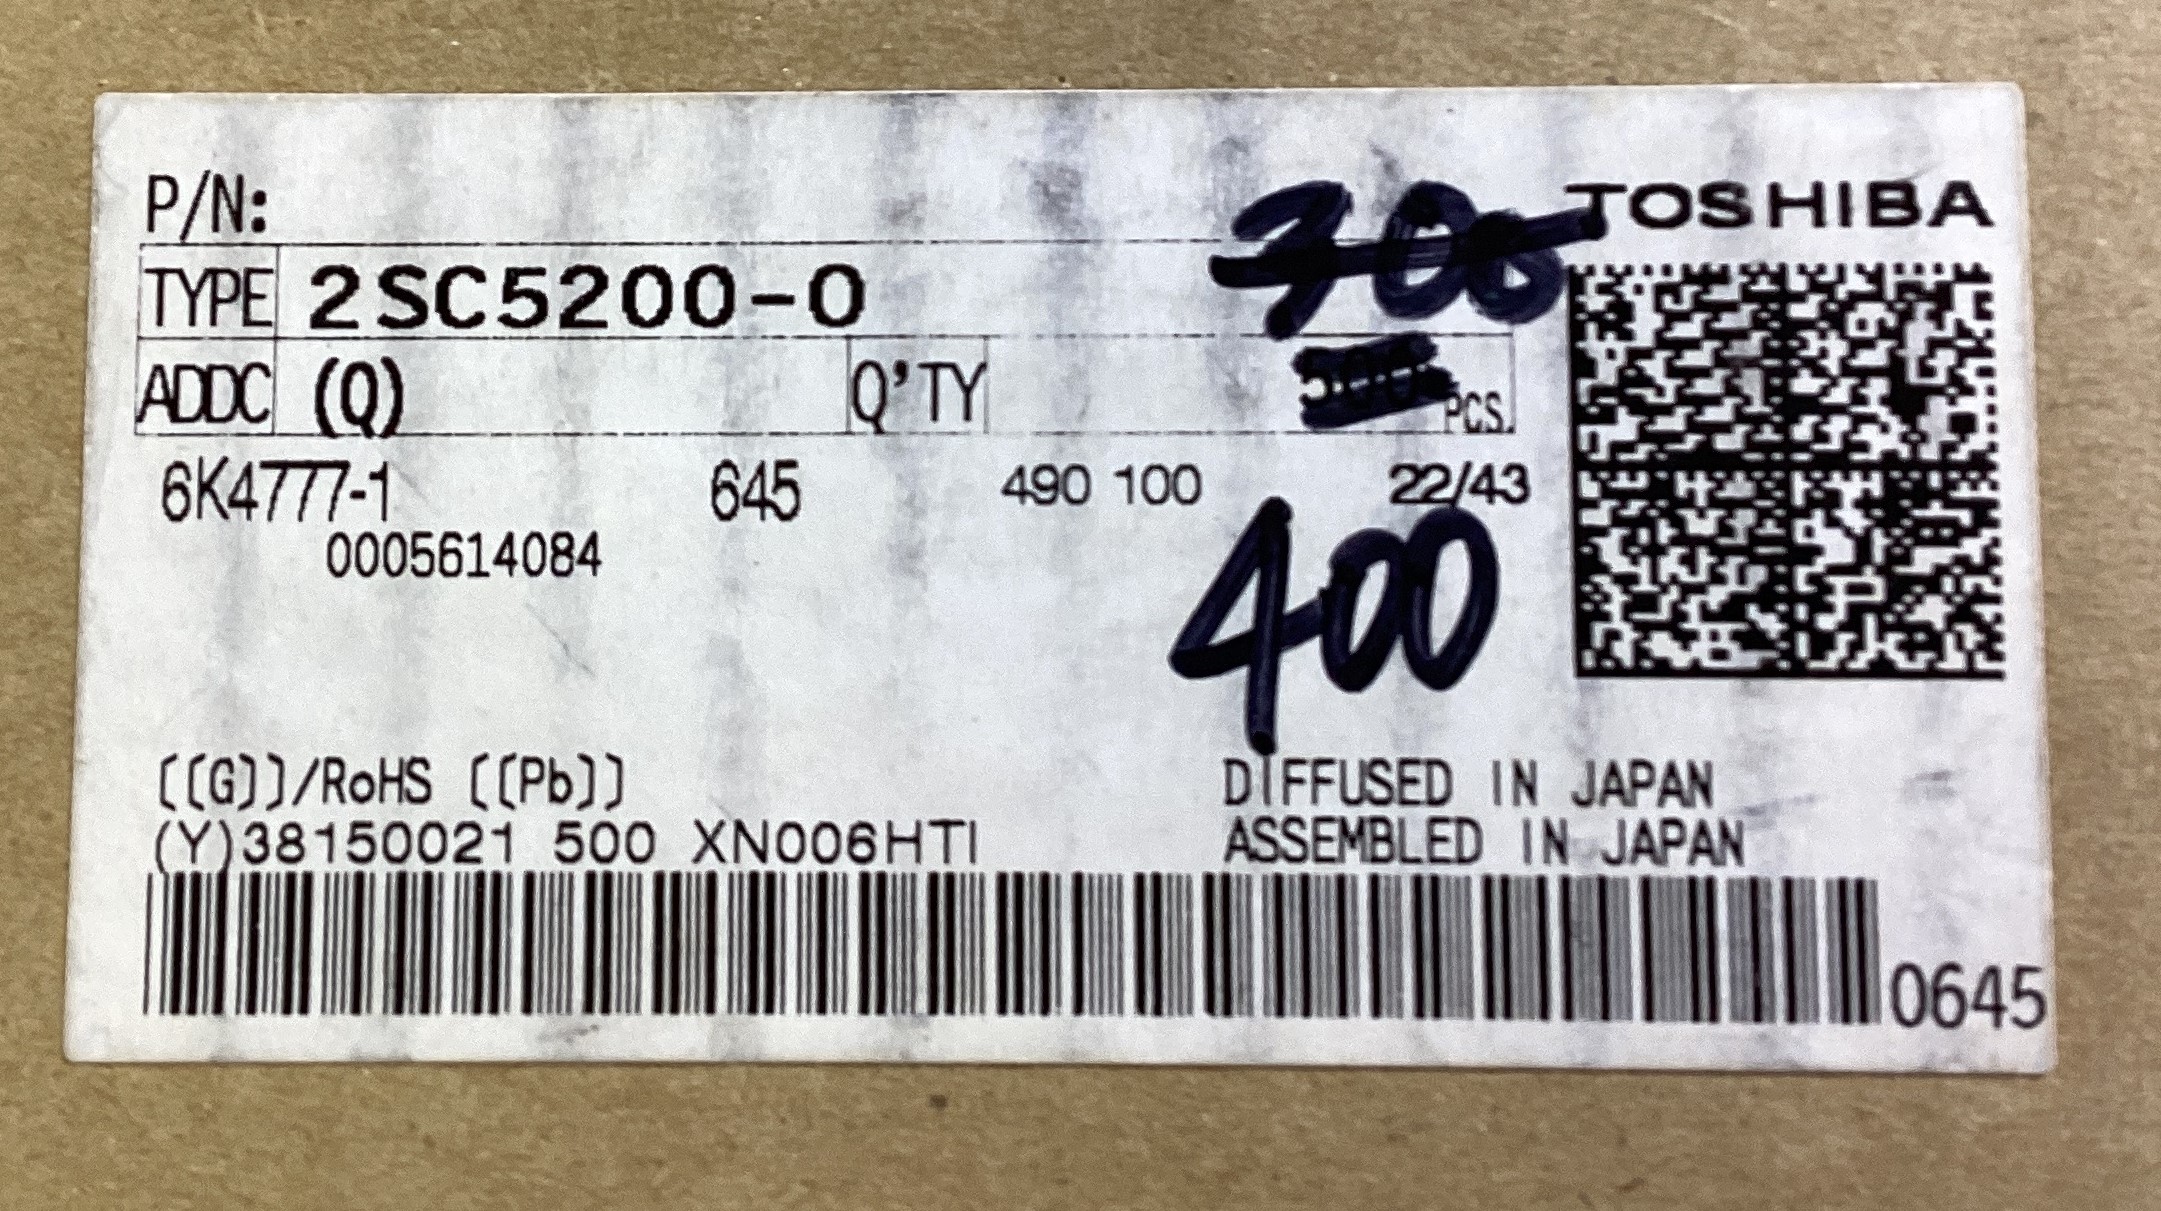 P/N:
TOSHIBA
TYPE 2SC5200-O
ADDC (Q) Q'TY 500 PCS.
6K4777-1 645 490 100 22/43
0005614084
400
[[G]]/RoHS [[Pb]]
DIFFUSED IN JAPAN
(Y)38150021 500 XN006HTI
ASSEMBLED IN JAPAN
0645